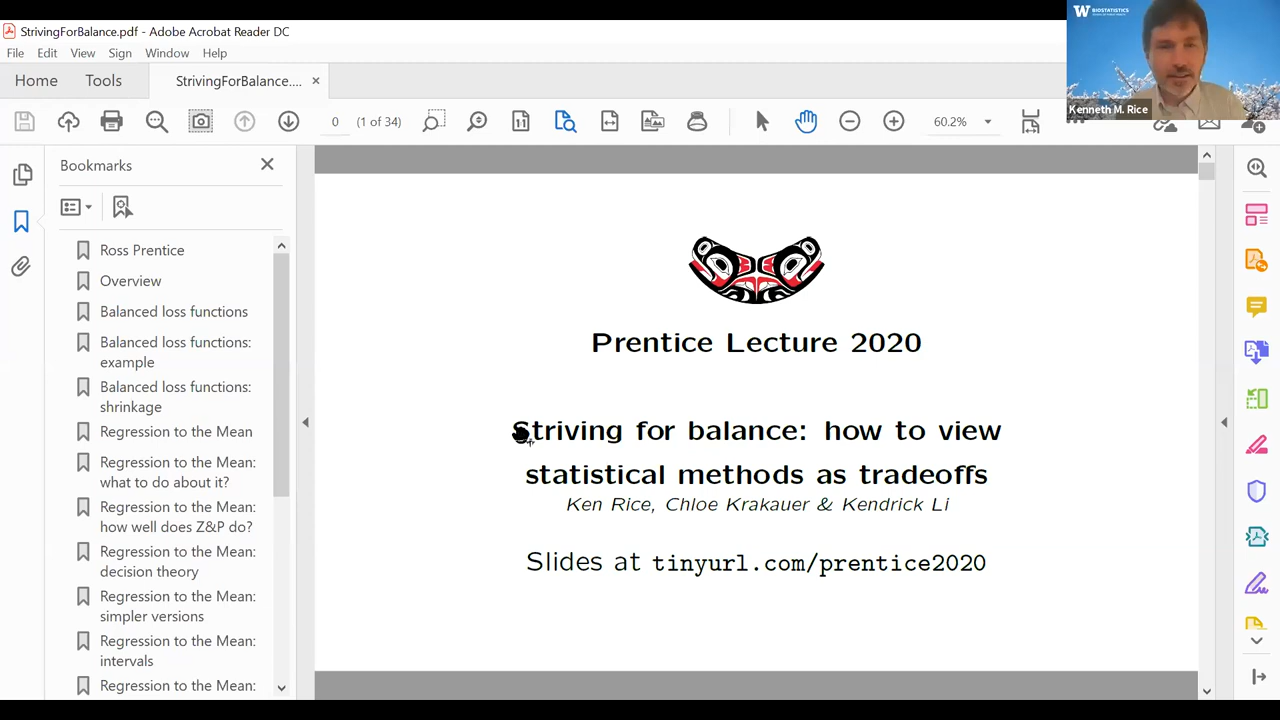 StrivingForBalance.pdf - Adobe Acrobat Reader DC
File Edit View Sign Window Help
Home Tools StrivingForBalance.... ×
0 (1 of 34) 60.2%
W BIOSTATISTICS
Kenneth M. Rice
Bookmarks
Ross Prentice
Overview
Balanced loss functions
Balanced loss functions:
example
Balanced loss functions:
shrinkage
Regression to the Mean
Regression to the Mean:
what to do about it?
Regression to the Mean:
how well does Z&P do?
Regression to the Mean:
decision theory
Regression to the Mean:
simpler versions
Regression to the Mean:
intervals
Regression to the Mean:
Prentice Lecture 2020
Striving for balance: how to view
statistical methods as tradeoffs
Ken Rice, Chloe Krakauer & Kendrick Li
Slides at tinyurl.com/prentice2020